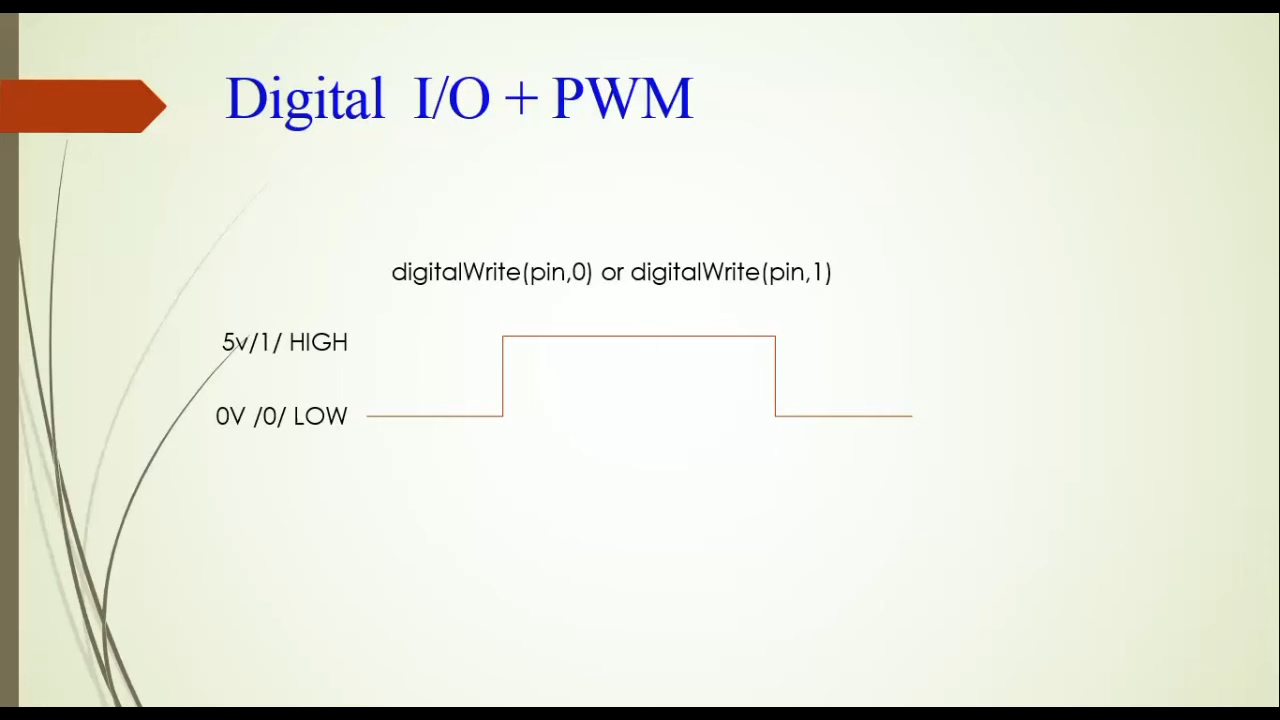 Digital I/O + PWM
digitalWrite(pin,0) or digitalWrite(pin,1)
5v/1/ HIGH
0V /0/ LOW